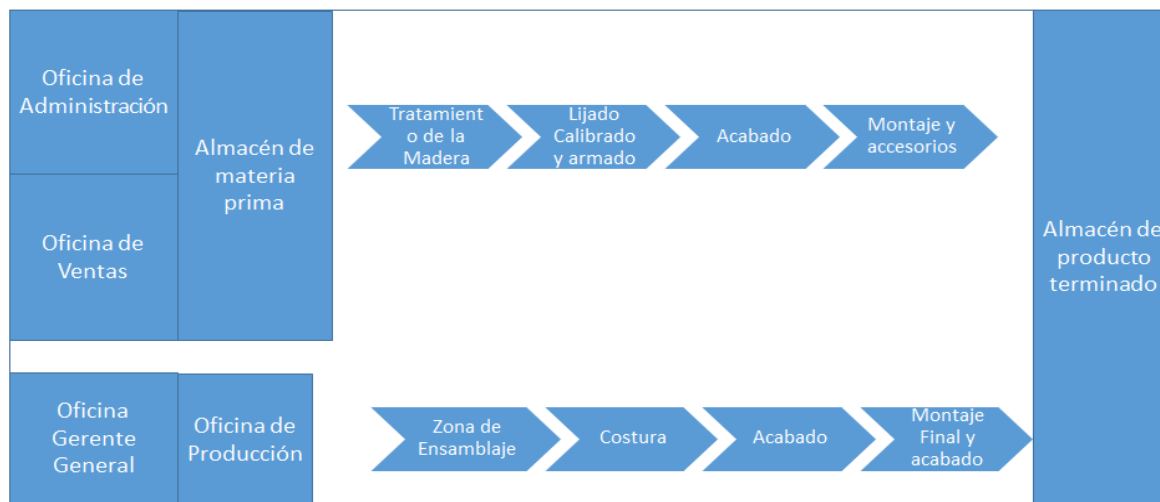 Oficina de
Administración
Almacén de
materia
prima
Oficina de
Ventas
Tratamient
o de la
Madera
Lijado
Calibrado
y armado
Acabado
Montaje y
accesorios
Almacén de
producto
terminado
Oficina
Gerente
General
Oficina de
Producción
Zona de
Ensamblaje
Costura
Acabado
Montaje
Final y
acabado